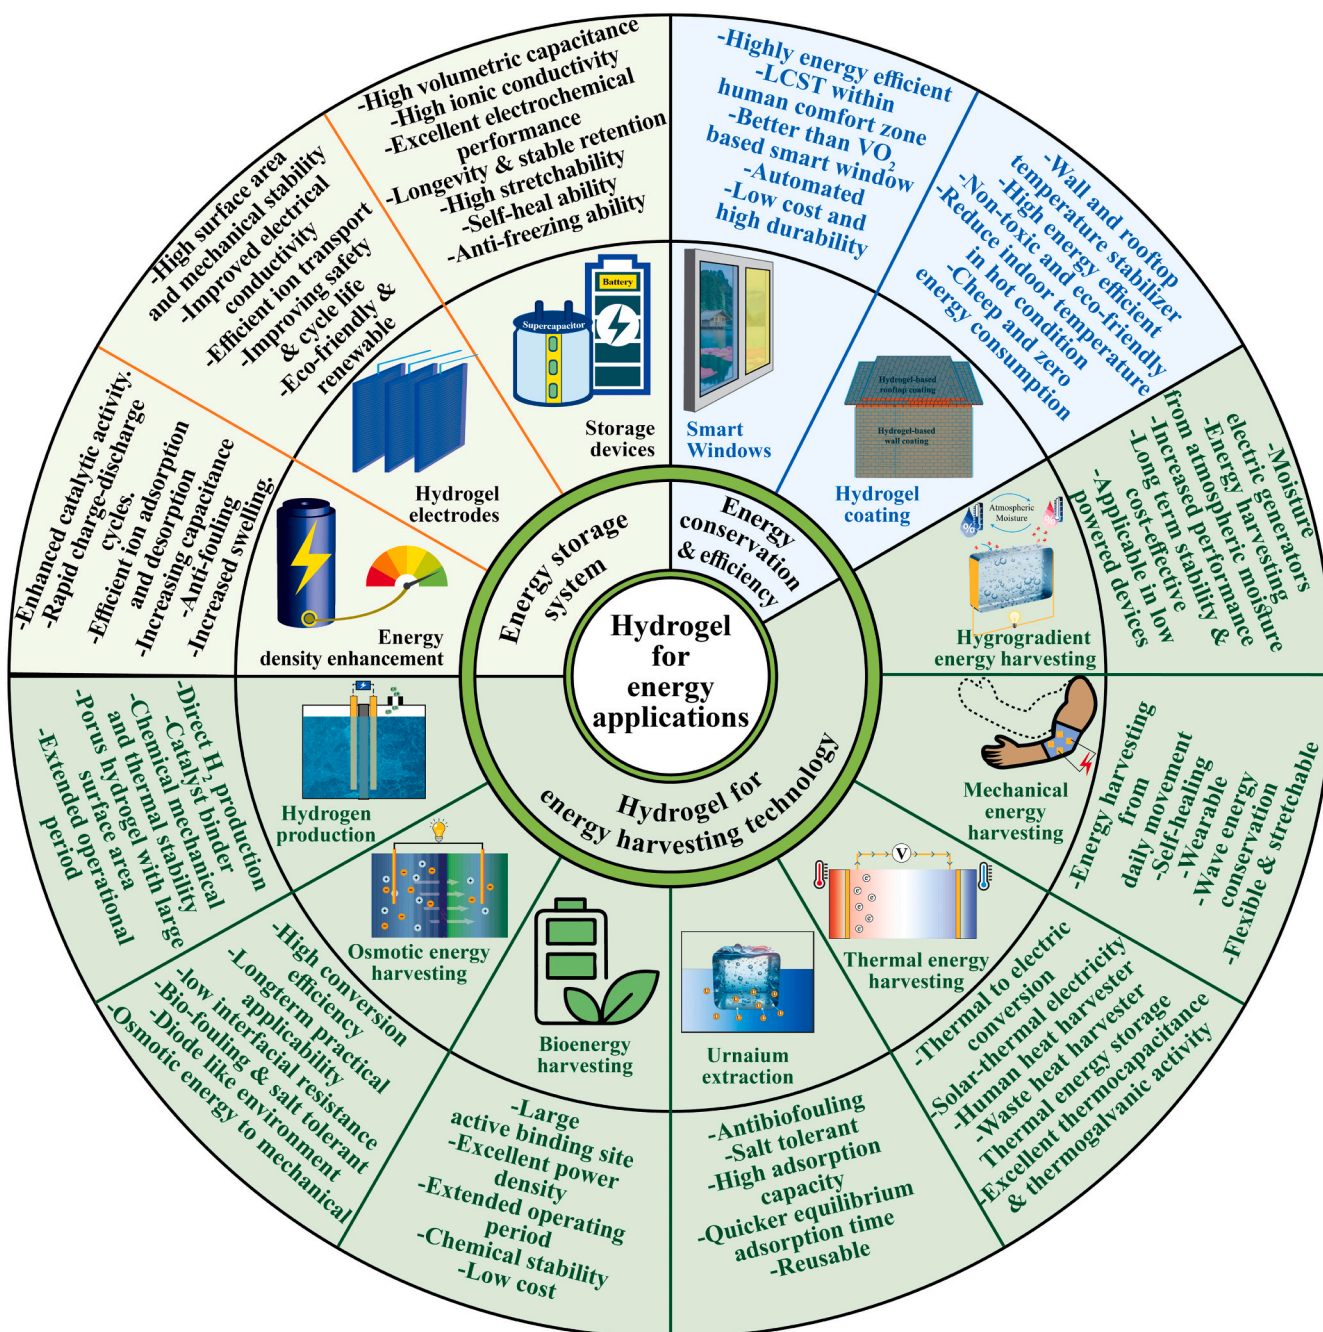 Hydrogel
for
energy
applications
Energy storage
system
Energy
conservation
& efficiency
Hydrogel for
energy harvesting technology
-High volumetric capacitance
-High ionic conductivity
-Excellent electrochemical
performance
-Longevity & stable retention
-High stretchability
-Self-heal ability
-Anti-freezing ability
Battery
Supercapacitor
Storage
devices
-Highly energy efficient
-LCST within
human comfort zone
-Better than VO2
based smart window
-Automated
-Low cost and
high durability
Smart
Windows
-Wall and rooftop
temperature stabilizer
-High energy efficient
-Non-toxic and eco-friendly
-Reduce indoor temperature
in hot condition
-Cheep and zero
energy consumption
Hydrogel-based
rooftop coating
Hydrogel-based
wall coating
Hydrogel
coating
-Moisture
electric generators
-Energy harvesting
from atmospheric moisture
-Increased performance
-Long term stability &
cost-effective
-Applicable in low
powered devices
Atmospheric
Moisture
%
%
Hygrogradient
energy harvesting
-Energy harvesting
from
daily movement
-Self-healing
-Wearable
-Wave energy
conservation
-Flexible & stretchable
Mechanical
energy
harvesting
-Thermal to electric
conversion
-Solar-thermal electricity
-Human heat harvester
-Waste heat harvester
Thermal energy storage
-Excellent thermocapacitance
& thermogalvanic activity
V
Thermal energy
harvesting
Urnaium
extraction
-Antibiofouling
-Salt tolerant
-High adsorption
capacity
-Quicker equilibrium
adsorption time
-Reusable
Bioenergy
harvesting
-Large
active binding site
-Excellent power
density
-Extended operating
period
-Chemical stability
-Low cost
Osmotic energy
harvesting
-High conversion
efficiency
-Longterm practical
applicability
-low interfacial resistance
-Bio-fouling & salt tolerant
-Diode like environment
-Osmotic energy to mechanical
Hydrogen
production
-Direct H2 production
-Catalyst binder
-Chemical mechanical
and thermal stability
-Porus hydrogel with large
surface area
-Extended operational
period
Energy
density enhancement
-Enhanced catalytic activity.
-Rapid charge-discharge
cycles.
-Efficient ion adsorption
and desorption
-Increasing capacitance
-Anti-fouling
-Increased swelling.
Hydrogel
electrodes
-High surface area
and mechanical stability
-Improved electrical
conductivity
-Efficient ion transport
-Improving safety
& cycle life
-Eco-friendly &
renewable